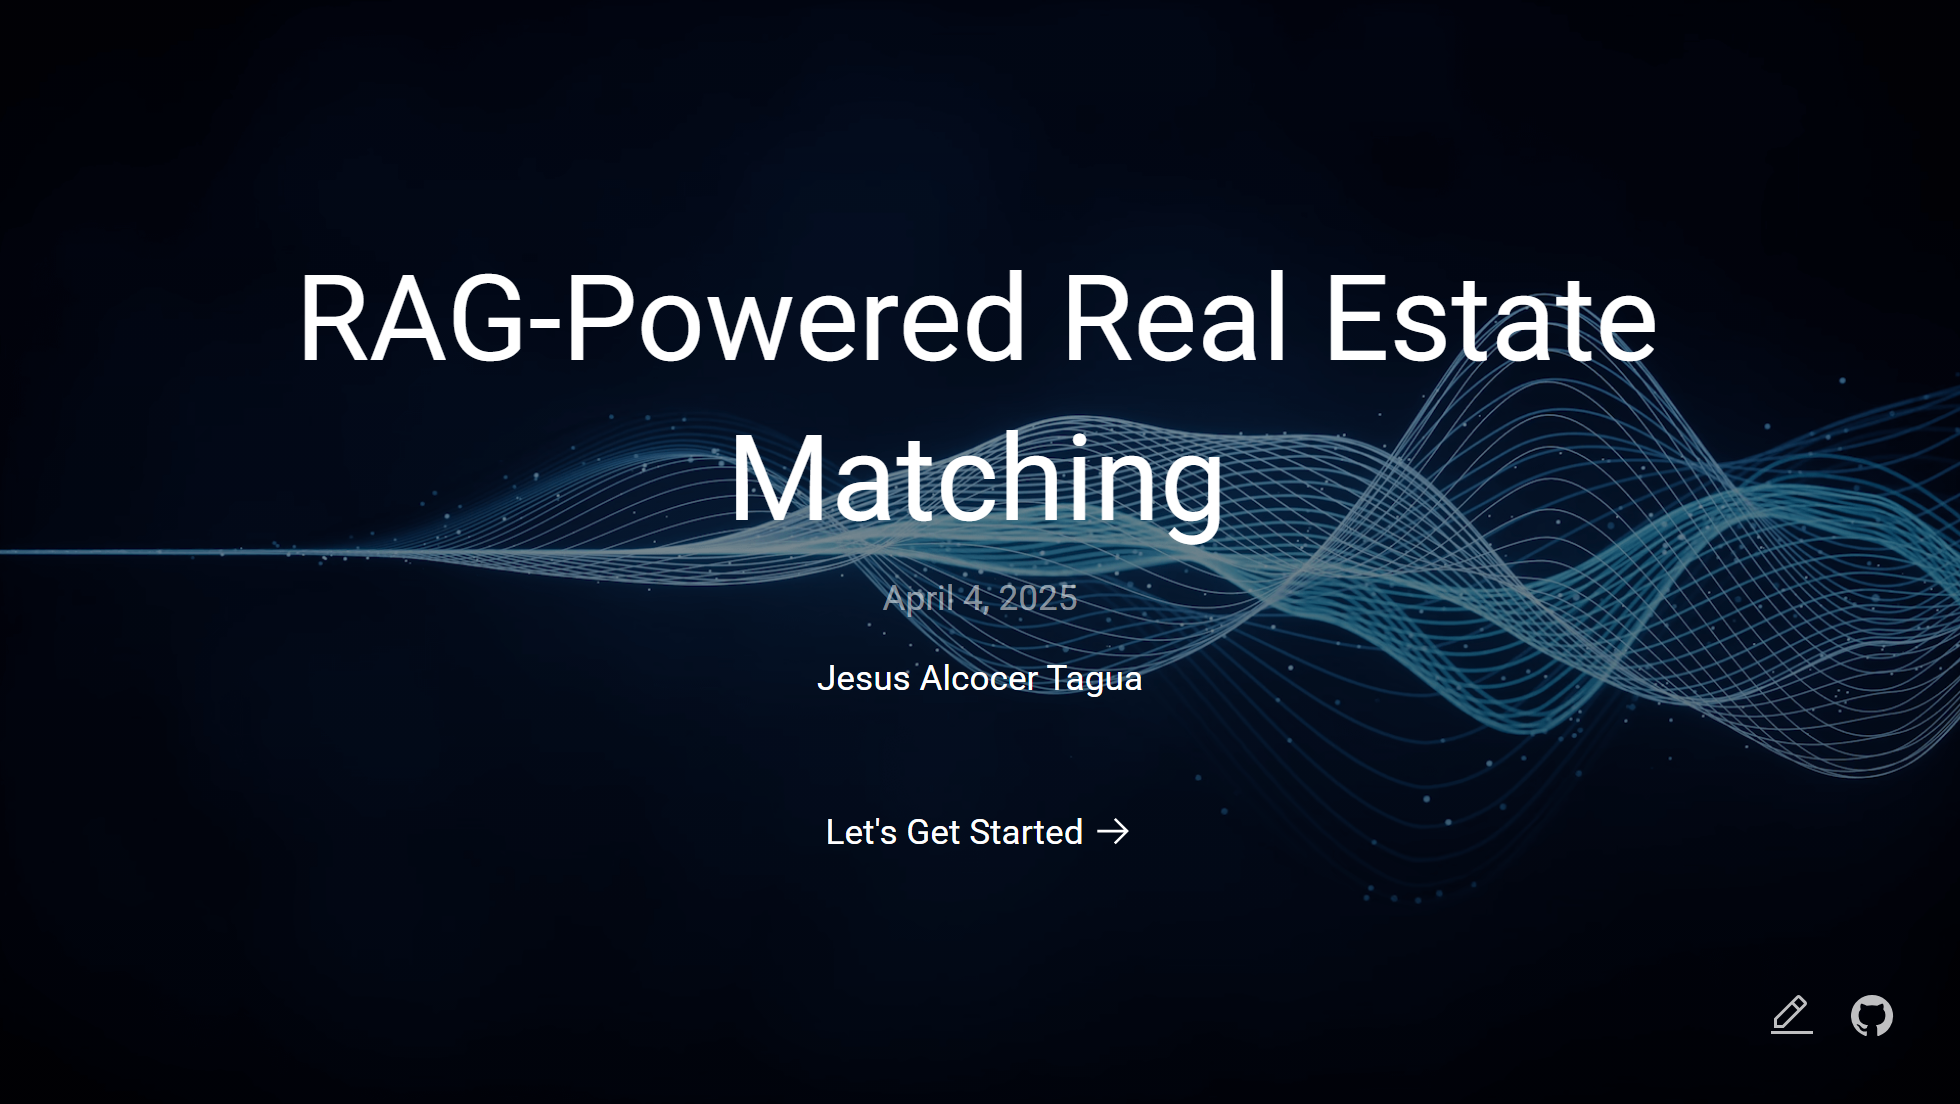 RAG-Powered Real Estate
Matching
April 4, 2025
Jesus Alcocer Tagua
Let's Get Started →